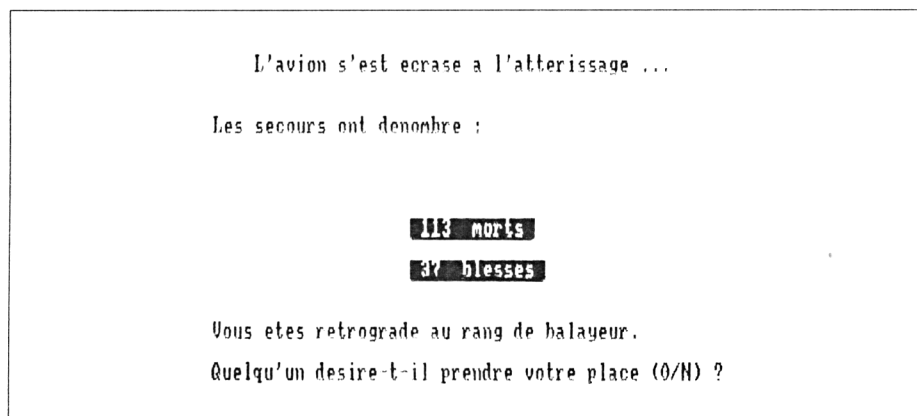 L'avion s'est ecrase a l'atterissage ...
Les secours ont denombre :
113 morts
37 blesses
Vous etes retrograde au rang de balayeur.
Quelqu'un desire-t-il prendre votre place (O/N) ?